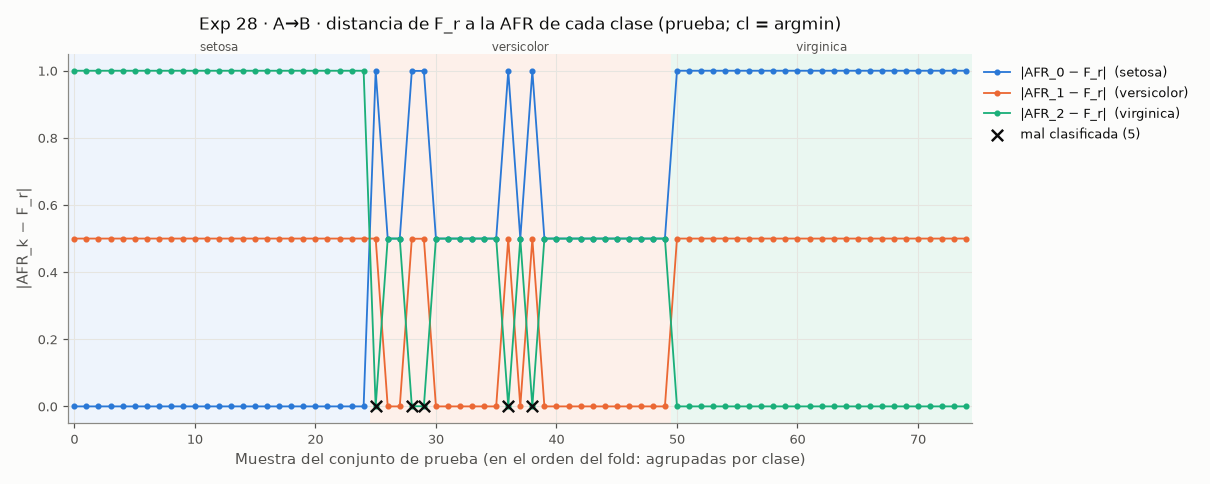 Exp 28 · A→B · distancia de F_r a la AFR de cada clase (prueba; cl = argmin)
setosa
versicolor
virginica
|AFR_k − F_r|
1.0
0.8
0.6
0.4
0.2
0.0
0
10
20
30
40
50
60
70
Muestra del conjunto de prueba (en el orden del fold: agrupadas por clase)
|AFR_0 − F_r| (setosa)
|AFR_1 − F_r| (versicolor)
|AFR_2 − F_r| (virginica)
mal clasificada (5)